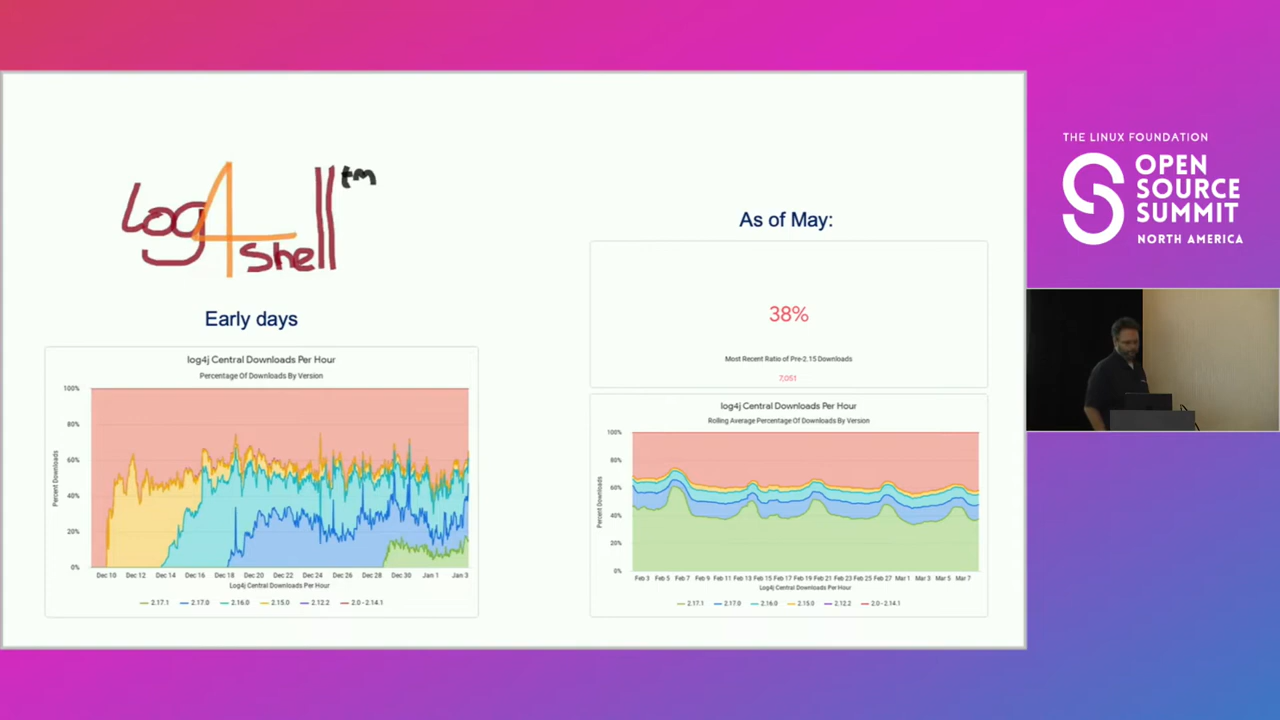 log4shell™
Early days
log4j Central Downloads Per Hour
Percentage Of Downloads By Version
100%
80%
60%
40%
20%
0%
Percent Downloads
Dec 10 Dec 12 Dec 14 Dec 16 Dec 18 Dec 20 Dec 22 Dec 24 Dec 26 Dec 28 Dec 30 Jan 1 Jan 3
Log4j Central Downloads Per Hour
2.17.1 2.17.0 2.16.0 2.15.0 2.12.2 2.0 - 2.14.1
As of May:
38%
Most Recent Ratio of Pre-2.15 Downloads
7,051
log4j Central Downloads Per Hour
Rolling Average Percentage Of Downloads By Version
100%
80%
60%
40%
20%
0%
Percent Downloads
Feb 3 Feb 5 Feb 7 Feb 9 Feb 11 Feb 13 Feb 15 Feb 17 Feb 19 Feb 21 Feb 23 Feb 25 Feb 27 Mar 1 Mar 3 Mar 5 Mar 7
Log4j Central Downloads Per Hour
2.17.1 2.17.0 2.16.0 2.15.0 2.12.2 2.0 - 2.14.1
THE LINUX FOUNDATION
OPEN
SOURCE
SUMMIT
NORTH AMERICA